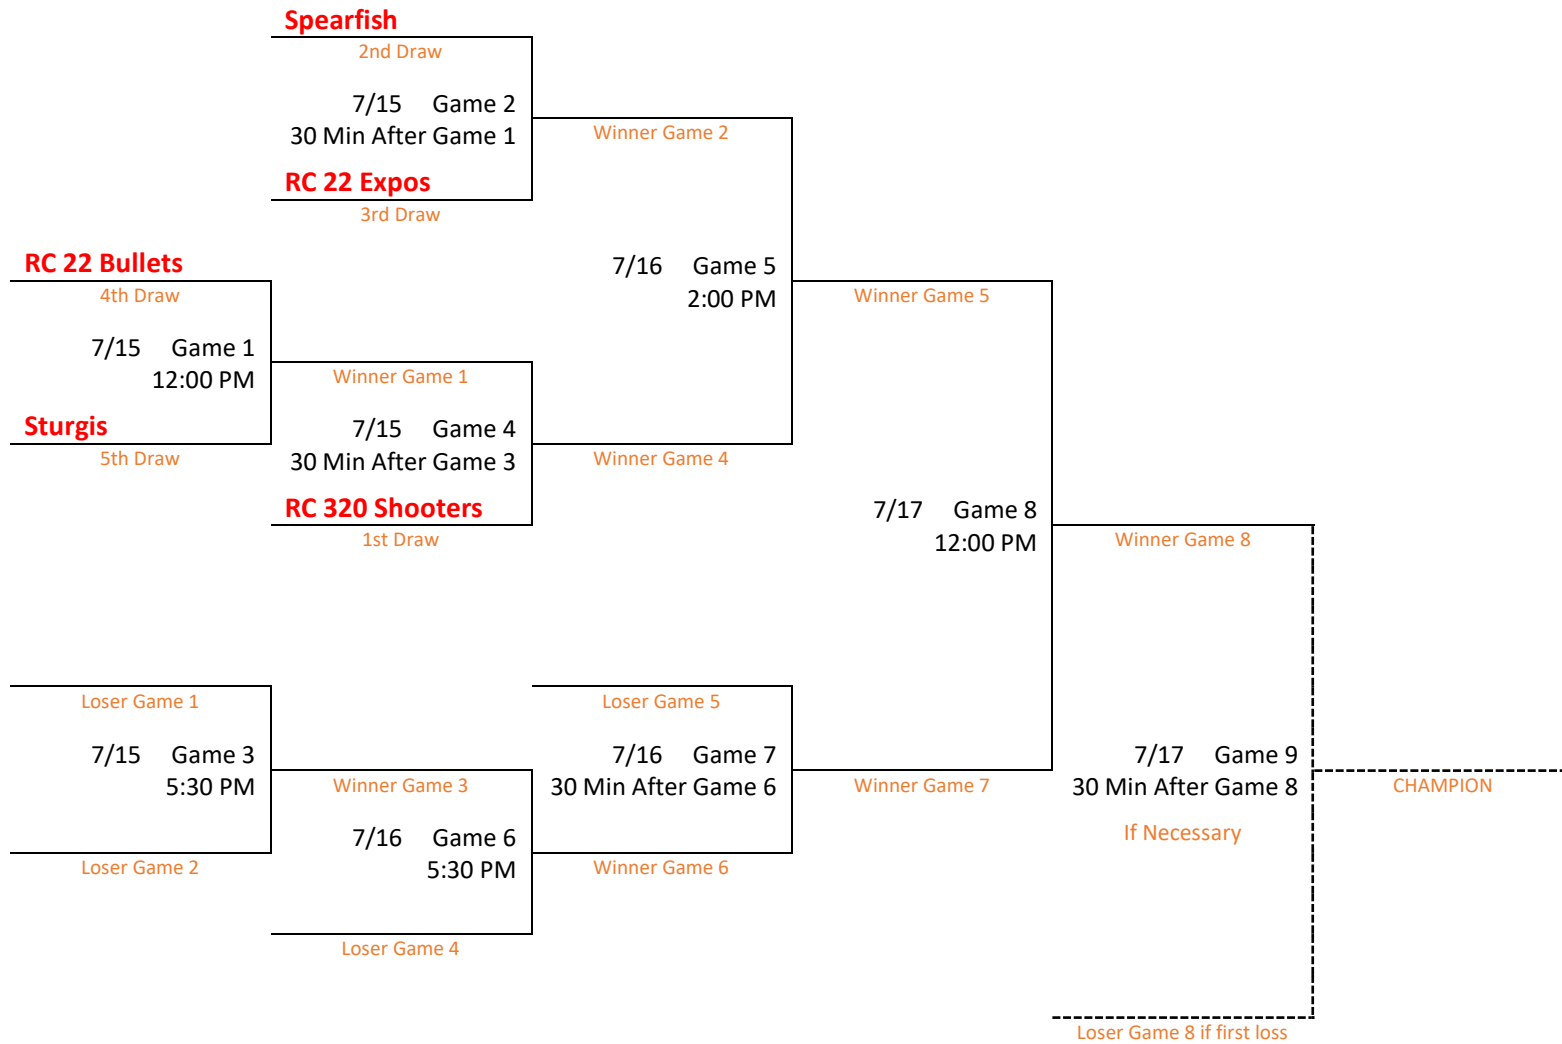 Spearfish
2nd Draw
7/15 Game 2
30 Min After Game 1
Winner Game 2
RC 22 Expos
3rd Draw
RC 22 Bullets
4th Draw
7/16 Game 5
2:00 PM
Winner Game 5
7/15 Game 1
12:00 PM
Winner Game 1
Sturgis
5th Draw
7/15 Game 4
30 Min After Game 3
Winner Game 4
RC 320 Shooters
1st Draw
7/17 Game 8
12:00 PM
Winner Game 8
Loser Game 1
7/15 Game 3
5:30 PM
Loser Game 2
Winner Game 3
7/16 Game 6
5:30 PM
Loser Game 4
Loser Game 5
7/16 Game 7
30 Min After Game 6
Winner Game 6
Winner Game 7
7/17 Game 9
30 Min After Game 8
If Necessary
CHAMPION
Loser Game 8 if first loss